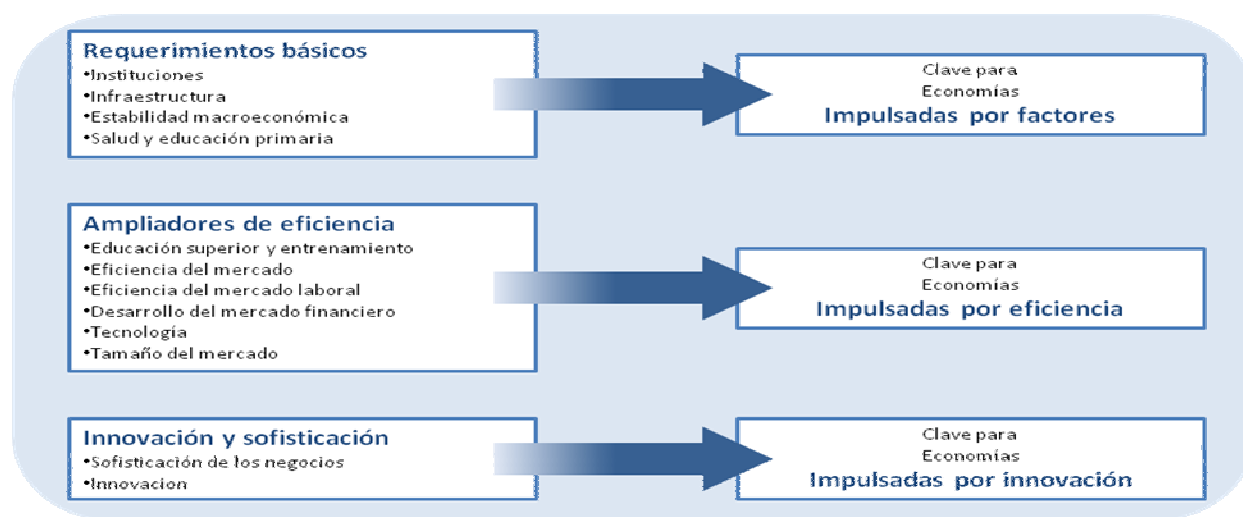 Requerimientos básicos
•Instituciones
•Infraestructura
•Estabilidad macroeconómica
•Salud y educación primaria
Clave para
Economías
Impulsadas por factores
Ampliadores de eficiencia
•Educación superior y entrenamiento
•Eficiencia del mercado
•Eficiencia del mercado laboral
•Desarrollo del mercado financiero
•Tecnología
•Tamaño del mercado
Clave para
Economías
Impulsadas por eficiencia
Innovación y sofisticación
•Sofisticación de los negocios
•Innovacion
Clave para
Economías
Impulsadas por innovación